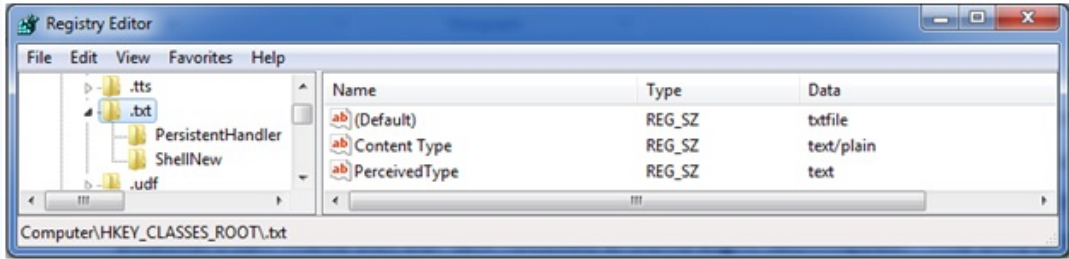 Registry Editor
File Edit View Favorites Help
.tts
.txt
PersistentHandler
ShellNew
.udf
Name Type Data
(Default) REG_SZ txtfile
Content Type REG_SZ text/plain
PerceivedType REG_SZ text
Computer\HKEY_CLASSES_ROOT\.txt